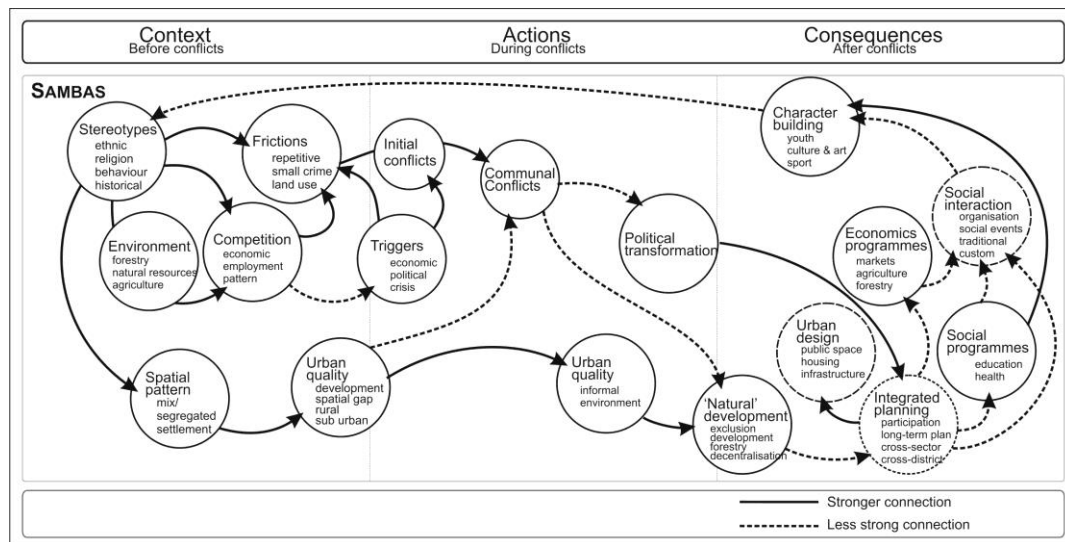 Context
Before conflicts
Actions
During conflicts
Consequences
After conflicts
SAMBAS
Stereotypes
ethnic
religion
behaviour
historical
Frictions
repetitive
small crime
land use
Initial
conflicts
Communal
Conflicts
Character
building
youth
culture & art
sport
Environment
forestry
natural resources
agriculture
Competition
economic
employment
pattern
Triggers
economic
political
crisis
Political
transformation
Economics
programmes
markets
agriculture
forestry
Social
interaction
organisation
social events
traditional
custom
Spatial
pattern
mix/
segregated
settlement
Urban
quality
development
spatial gap
rural
sub urban
Urban
quality
informal
environment
'Natural'
development
exclusion
development
forestry
decentralisation
Urban
design
public space
housing
infrastructure
Integrated
planning
participation
long-term plan
cross-sector
cross-district
Social
programmes
education
health
Stronger connection
Less strong connection